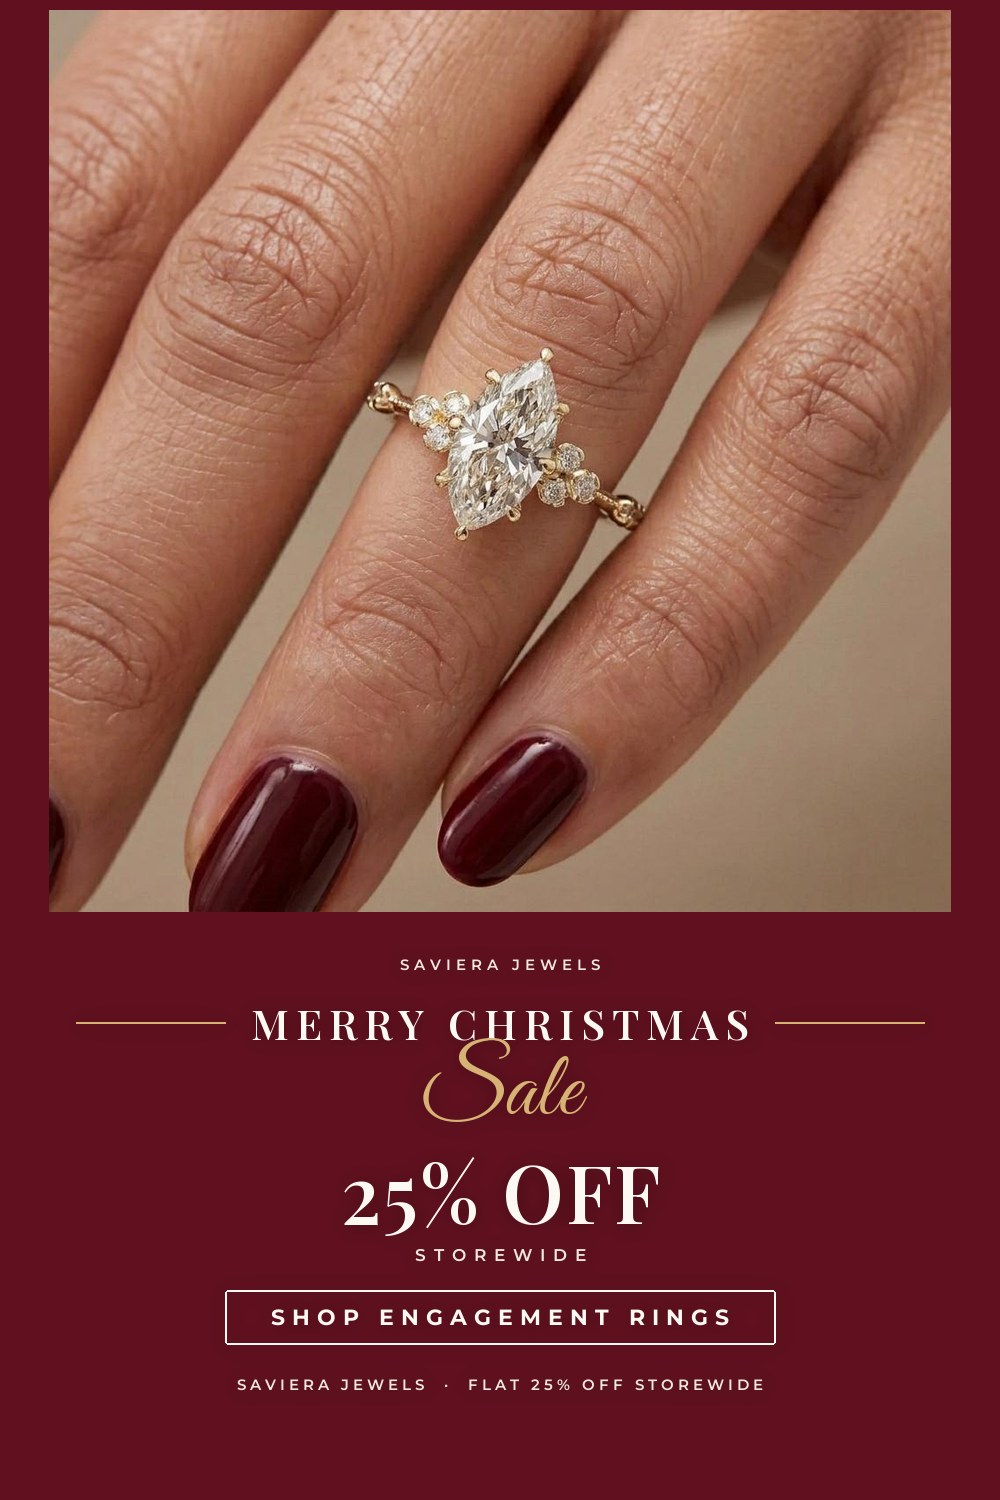 SAVIERA JEWELS
MERRY CHRISTMAS
Sale
25% OFF
STOREWIDE
SHOP ENGAGEMENT RINGS
SAVIERA JEWELS · FLAT 25% OFF STOREWIDE